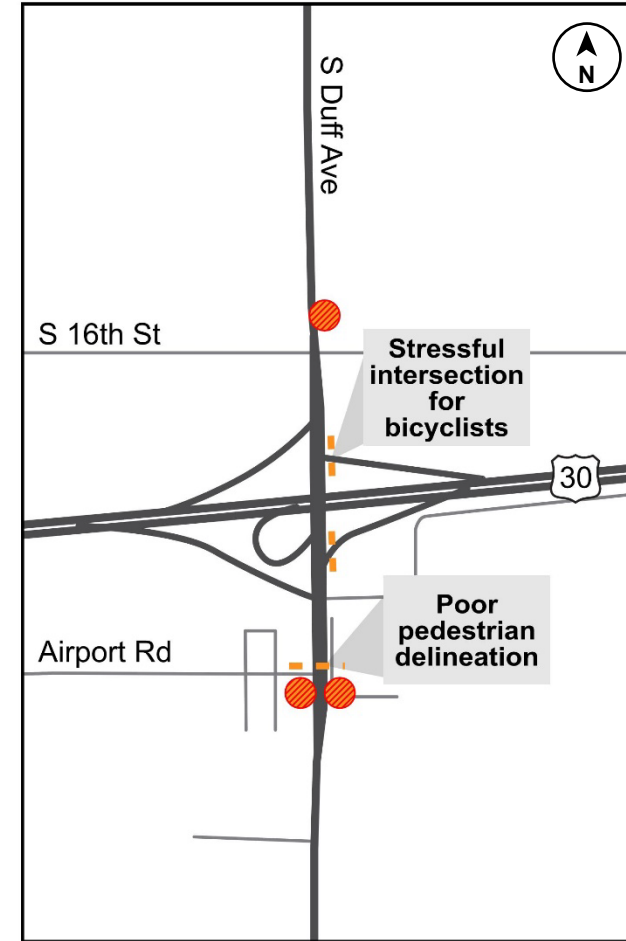 N
S Duff Ave
S 16th St
Stressful
intersection
for
bicyclists
30
Poor
pedestrian
delineation
Airport Rd